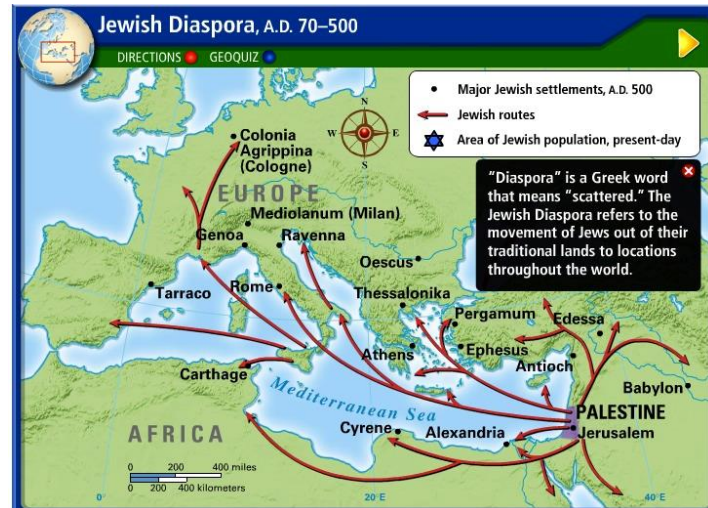 Jewish Diaspora, A.D. 70–500
DIRECTIONS
GEOQUIZ
Major Jewish settlements, A.D. 500
Jewish routes
Area of Jewish population, present-day
"Diaspora" is a Greek word
that means "scattered." The
Jewish Diaspora refers to the
movement of Jews out of their
traditional lands to locations
throughout the world.
N
W
E
S
Colonia
Agrippina
(Cologne)
EUROPE
Mediolanum (Milan)
Genoa
Ravenna
Oescus
Tarraco
Rome
Thessalonika
Pergamum
Edessa
Athens
Ephesus
Antioch
Carthage
Babylon
Mediterranean Sea
PALESTINE
Cyrene
Alexandria
Jerusalem
AFRICA
0 200 400 miles
0 200 400 kilometers
0°
20°E
40°E